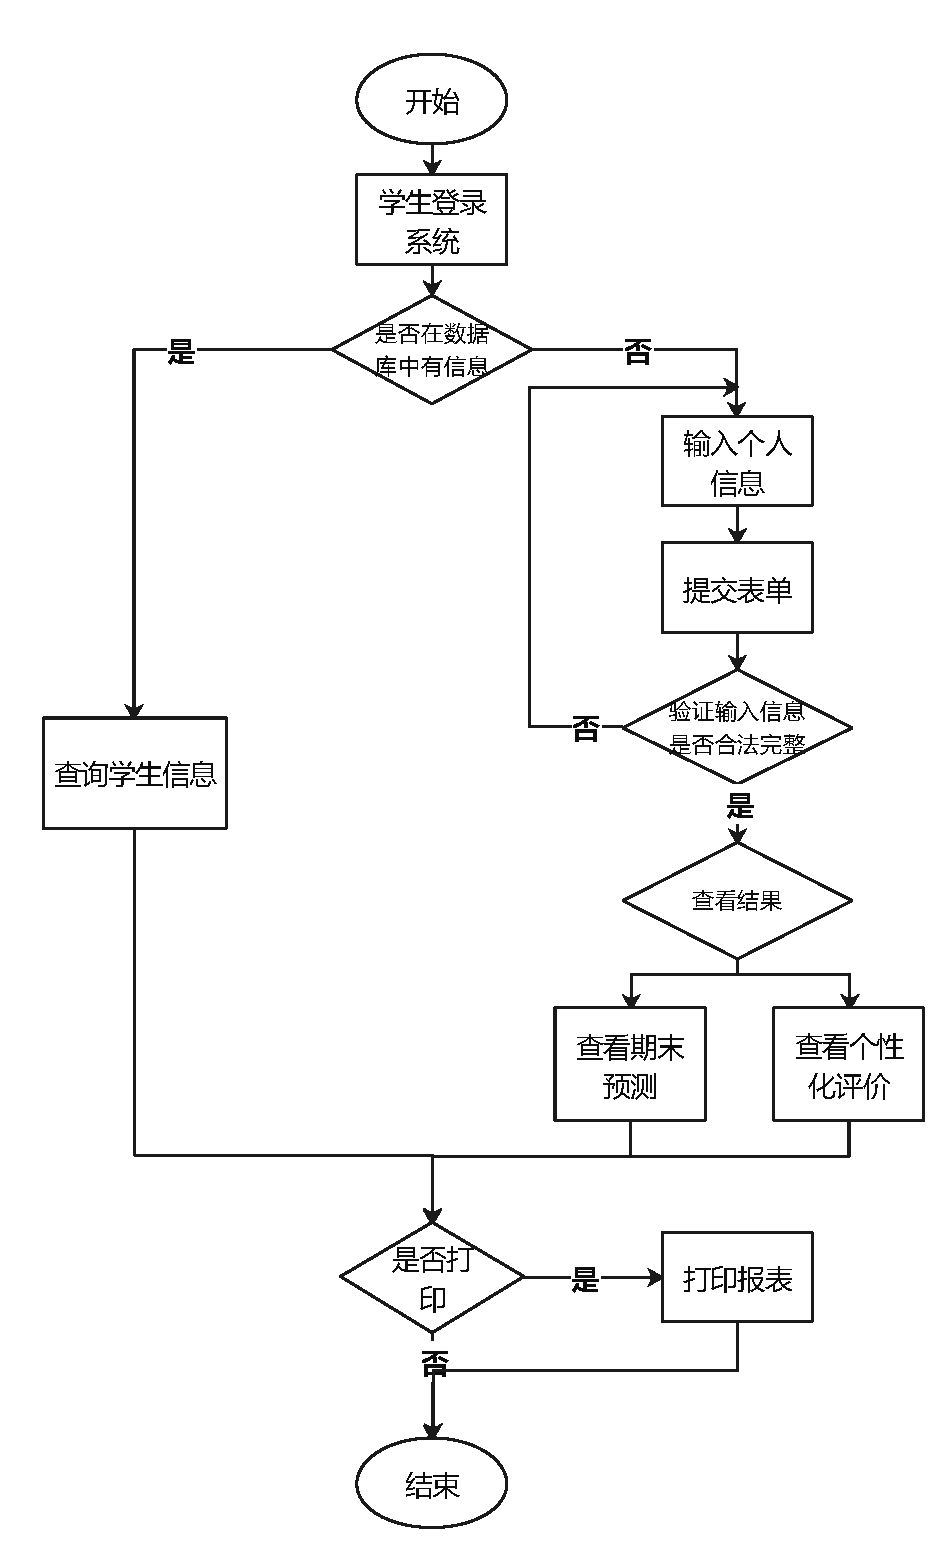 开始
学生登录
系统
是否在数据
库中有信息
是
否
输入个人
信息
提交表单
验证输入信息
是否合法完整
否
是
查询学生信息
查看结果
查看期末
预测
查看个性
化评价
是否打
印
是
打印报表
否
结束